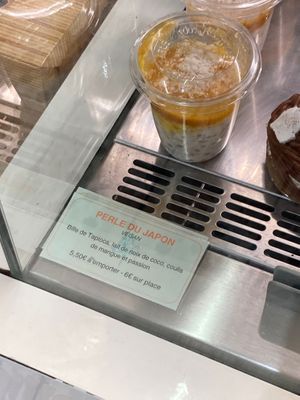 PERLE DU JAPON
VEGAN
Bille de Tapioca, lait de noix de coco, coulis
de mangue et passion
5,50€ à emporter - 6€ sur place